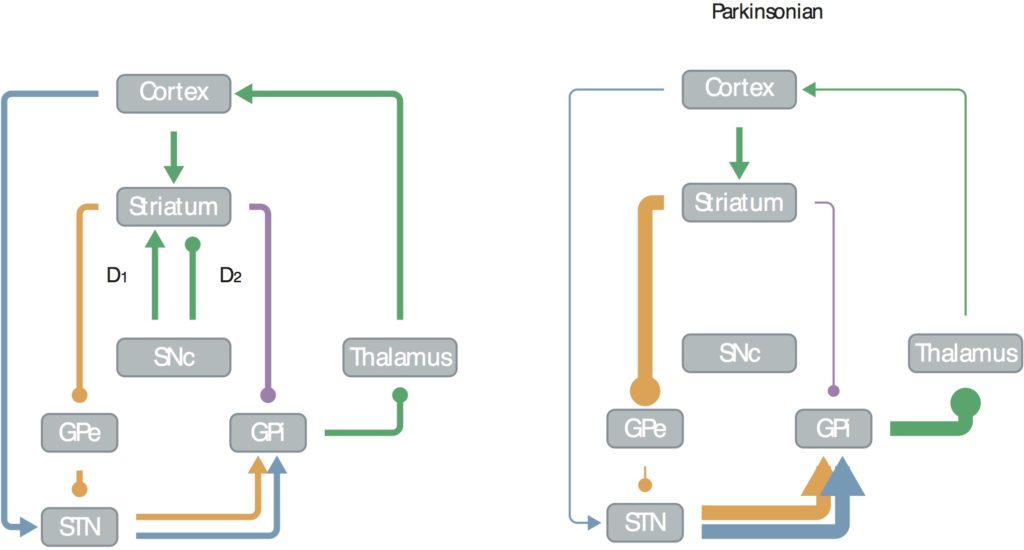 Parkinsonian
Cortex
Striatum
D1
D2
SNc
Thalamus
GPe
GPi
STN
Cortex
Striatum
SNc
Thalamus
GPe
GPi
STN